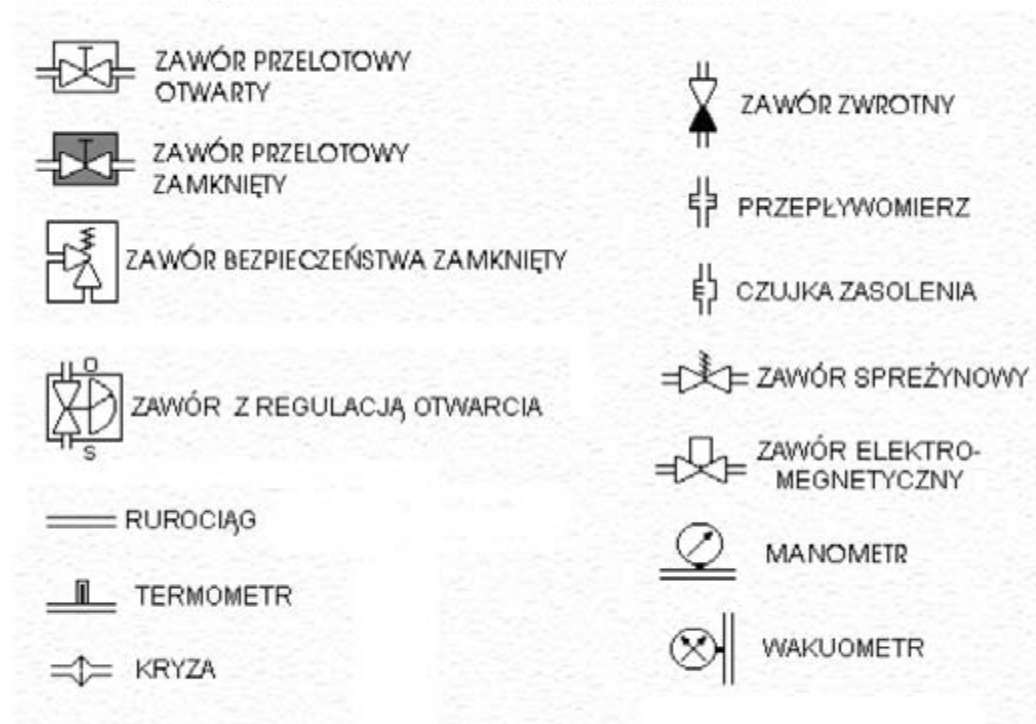 ZAWÓR PRZELOTOWY
OTWARTY
ZAWÓR PRZELOTOWY
ZAMKNIĘTY
ZAWÓR BEZPIECZEŃSTWA ZAMKNIĘTY
O
ZAWÓR Z REGULACJĄ OTWARCIA
S
RUROCIĄG
TERMOMETR
KRYZA
ZAWÓR ZWROTNY
PRZEPŁYWOMIERZ
CZUJKA ZASOLENIA
ZAWÓR SPREŻYNOWY
ZAWÓR ELEKTRO-
MEGNETYCZNY
MANOMETR
WAKUOMETR